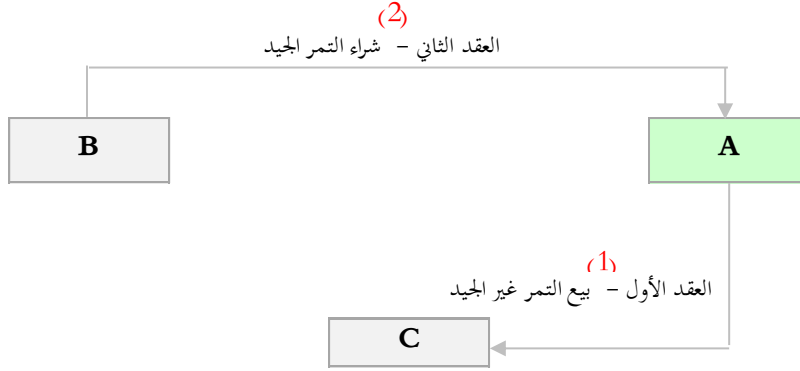 (2)
العقد الثاني – شراء التمر الجيد
B
A
(1)
العقد الأول – بيع التمر غير الجيد
C